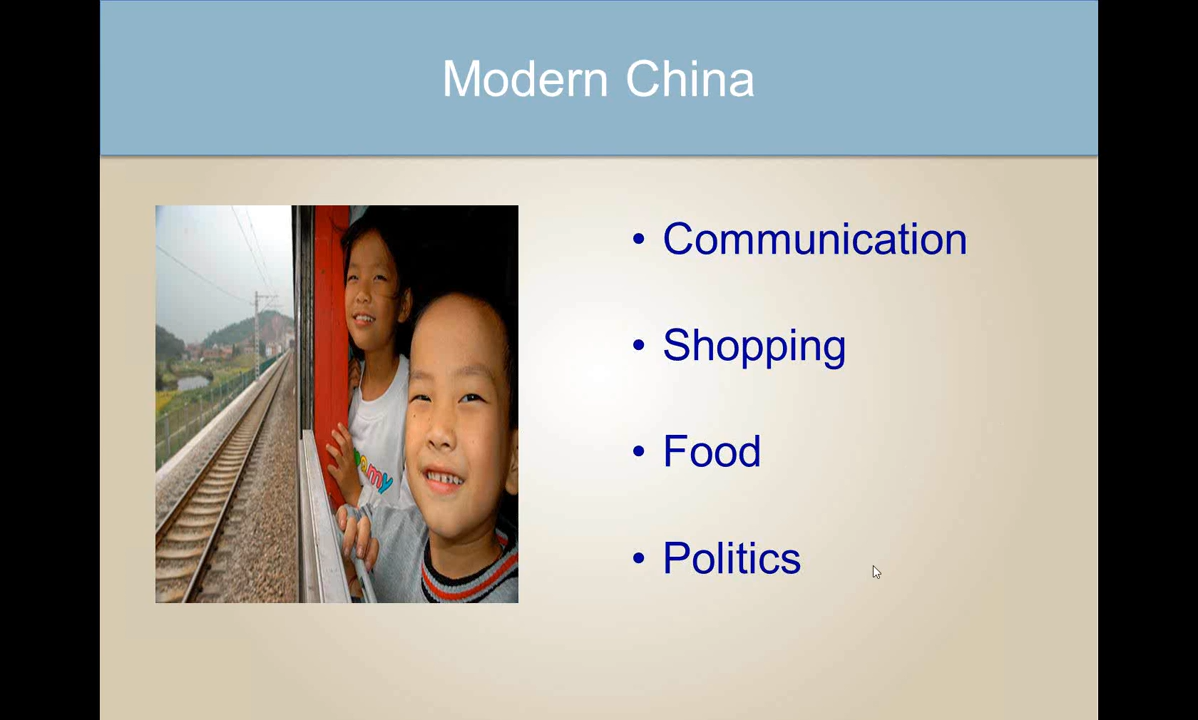 Modern China
• Communication
• Shopping
• Food
• Politics